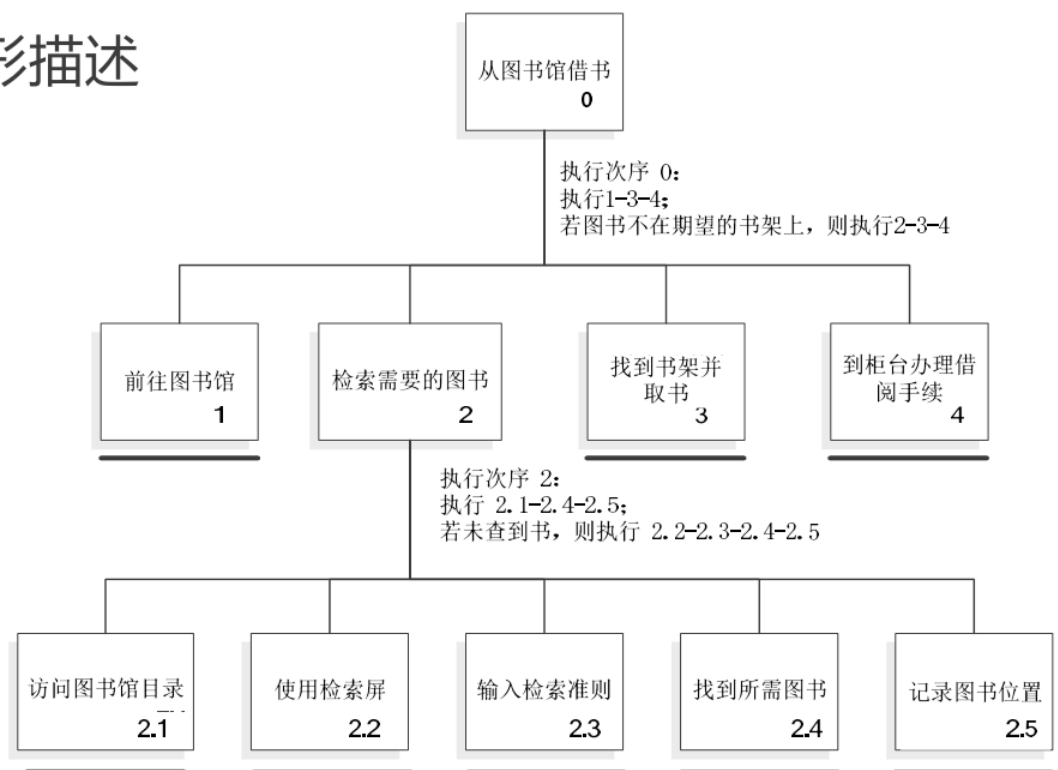 形描述
从图书馆借书
0
执行次序 0:
执行1-3-4;
若图书不在期望的书架上，则执行2-3-4
前往图书馆
1
检索需要的图书
2
找到书架并
取书
3
到柜台办理借
阅手续
4
执行次序 2:
执行 2.1-2.4-2.5;
若未查到书，则执行 2.2-2.3-2.4-2.5
访问图书馆目录
2.1
使用检索屏
2.2
输入检索准则
2.3
找到所需图书
2.4
记录图书位置
2.5